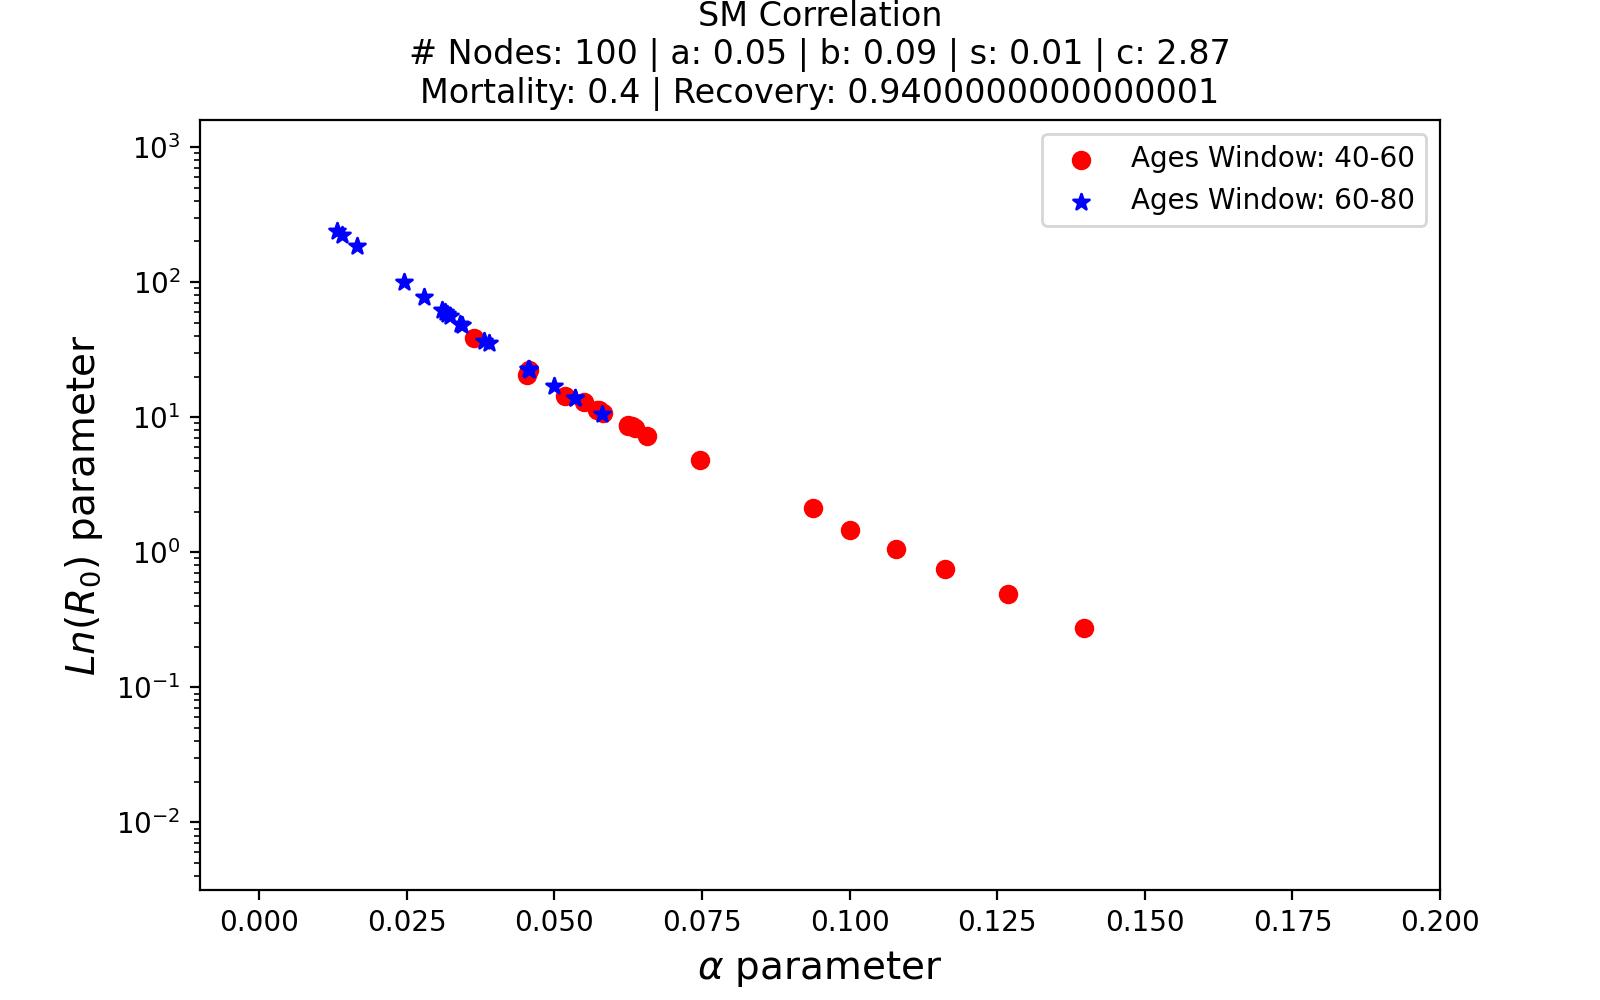 SM Correlation
# Nodes: 100 | a: 0.05 | b: 0.09 | s: 0.01 | c: 2.87
Mortality: 0.4 | Recovery: 0.9400000000000001
Ages Window: 40-60
Ages Window: 60-80
Ln(R₀) parameter
10³
10²
10¹
10⁰
10⁻¹
10⁻²
0.000 0.025 0.050 0.075 0.100 0.125 0.150 0.175 0.200
α parameter